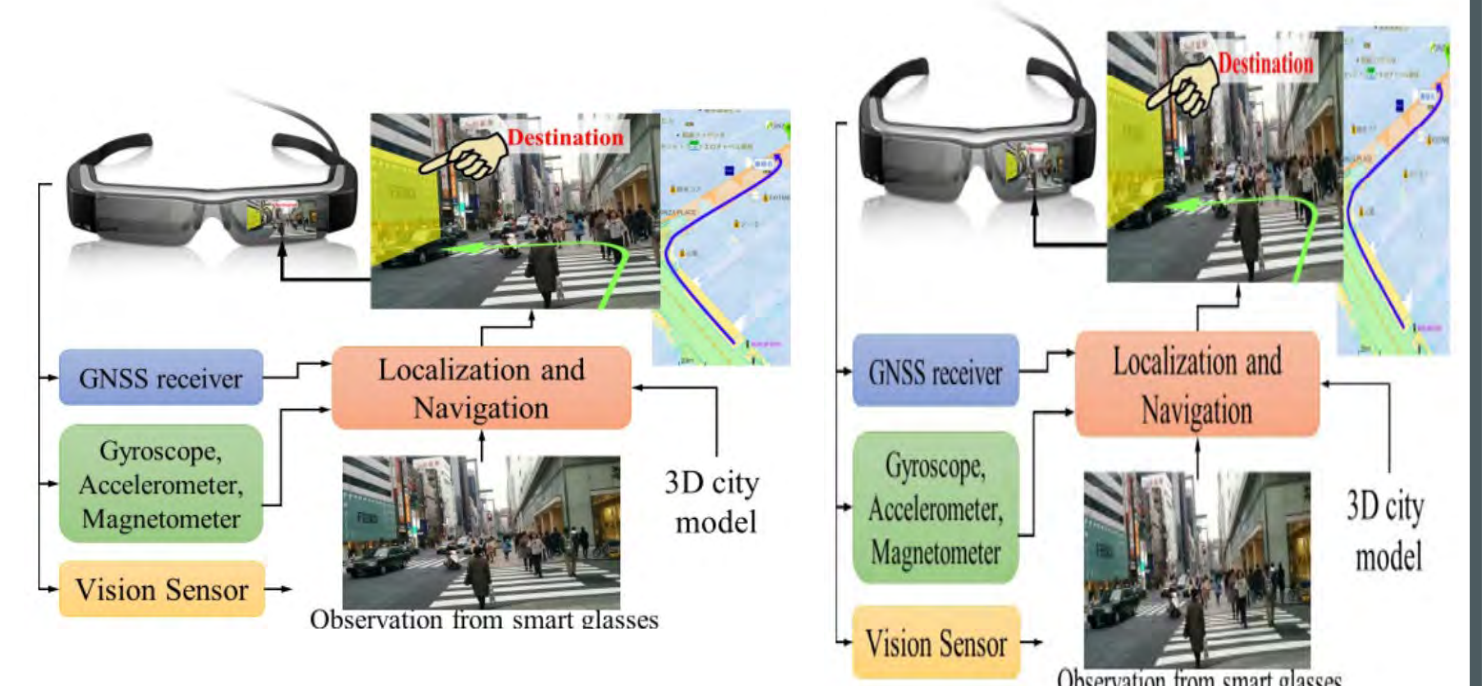 Destination
GNSS receiver
Localization and
Navigation
Gyroscope,
Accelerometer,
Magnetometer
3D city
model
Vision Sensor
Observation from smart glasses
Destination
GNSS receiver
Localization and
Navigation
Gyroscope,
Accelerometer,
Magnetometer
3D city
model
Vision Sensor
Observation from smart glasses